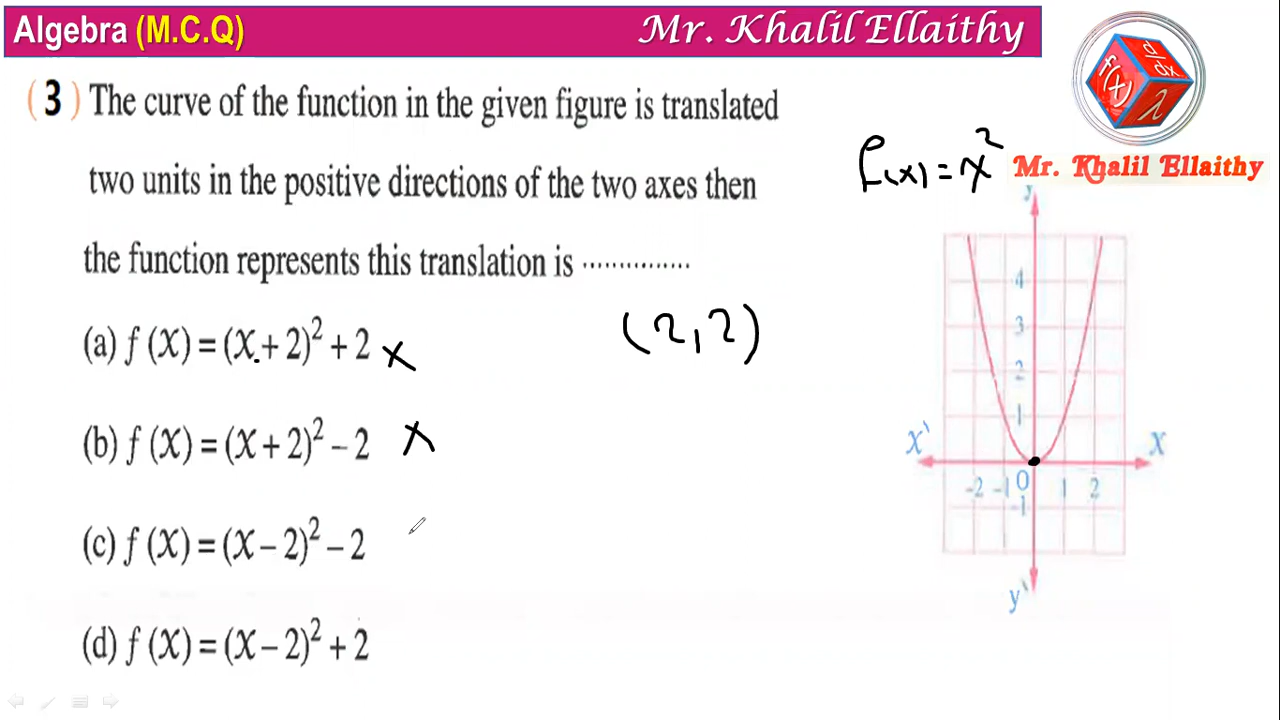 Algebra (M.C.Q)
Mr. Khalil Ellaithy
f(x)
d/dx
λ
Mr. Khalil Ellaithy
(3) The curve of the function in the given figure is translated
two units in the positive directions of the two axes then
the function represents this translation is ...............
(a) f (X) = (X + 2)² + 2 x
(b) f (X) = (X + 2)² – 2 x
(c) f (X) = (X – 2)² – 2
(d) f (X) = (X – 2)² + 2
(2,2)
f(x) = x²
y
4
3
2
1
X' X
-2 -1 0 1 2
-1
y'